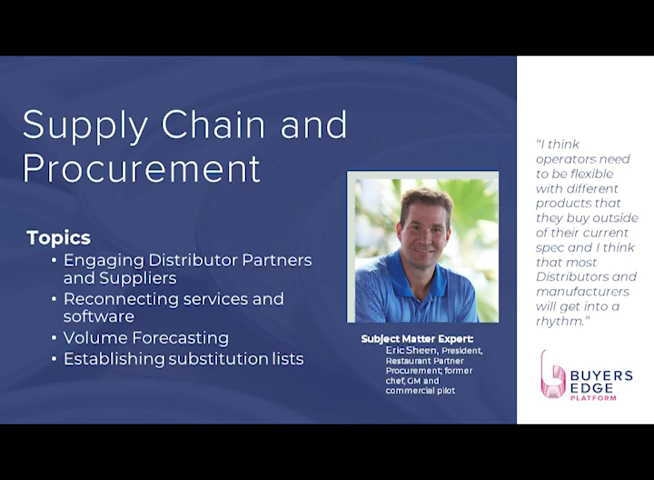 Supply Chain and
Procurement
Topics
• Engaging Distributor Partners
and Suppliers
• Reconnecting services and
software
• Volume Forecasting
• Establishing substitution lists
Subject Matter Expert:
Eric Sheen, President,
Restaurant Partner
Procurement; former
chef, GM and
commercial pilot
“I think
operators need
to be flexible
with different
products that
they buy outside
of their current
spec and I think
that most
Distributors and
manufacturers
will get into a
rhythm.”
BUYERS
EDGE
PLATFORM